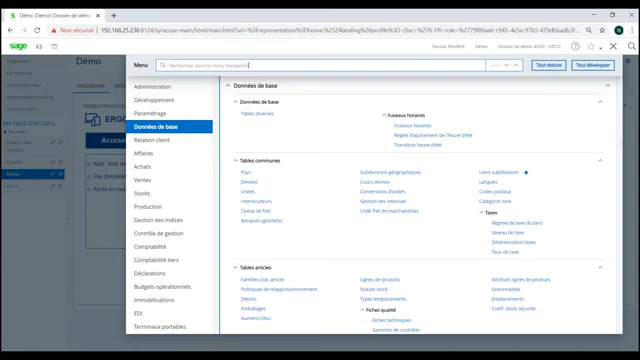 Démo (Demo) (Dossier de démo
Non sécurisé
192.168.25.236:8124/syracuse-main/html/main.html?url=
sage X3
Nicolas ROUBER Demo Dossier de démo
Démo
Menu
Rechercher dans le menu Navigation
Tout réduire
Tout développer
Administration
Développement
Paramétrage
Données de base
Relation client
Affaires
Achats
Ventes
Stocks
Production
Gestion des indices
Contrôle de gestion
Comptabilité
Comptabilité tiers
Déclarations
Budgets opérationnels
Immobilisations
EDI
Terminaux portables
Données de base
Données de base
Tables diverses
Fuseaux horaires
Fuseaux horaires
Règles d'ajustement de l'heure d'été
Transition heure d'été
Tables communes
Pays
Devises
Unités
Interlocuteurs
Classe de fret
Banques (guichets)
Subdivisions géographiques
Cours devises
Conversions d'unités
Gestion des retenues
Code fret de marchandises
Liens subdivisions
Langues
Codes postaux
Catégorie note
Taxes
Régime de taxe du tiers
Niveau de taxe
Détermination taxes
Taux de taxe
Tables articles
Familles stat. article
Politiques de réapprovisionnement
Dépôts
Emballages
Numéro ONU
Lignes de produits
Statuts stock
Types emplacements
Fiches qualité
Fiches techniques
Gammes de contrôles
Attributs lignes de produits
Saisonnalités
Emplacements
Coeff. stock sécurité